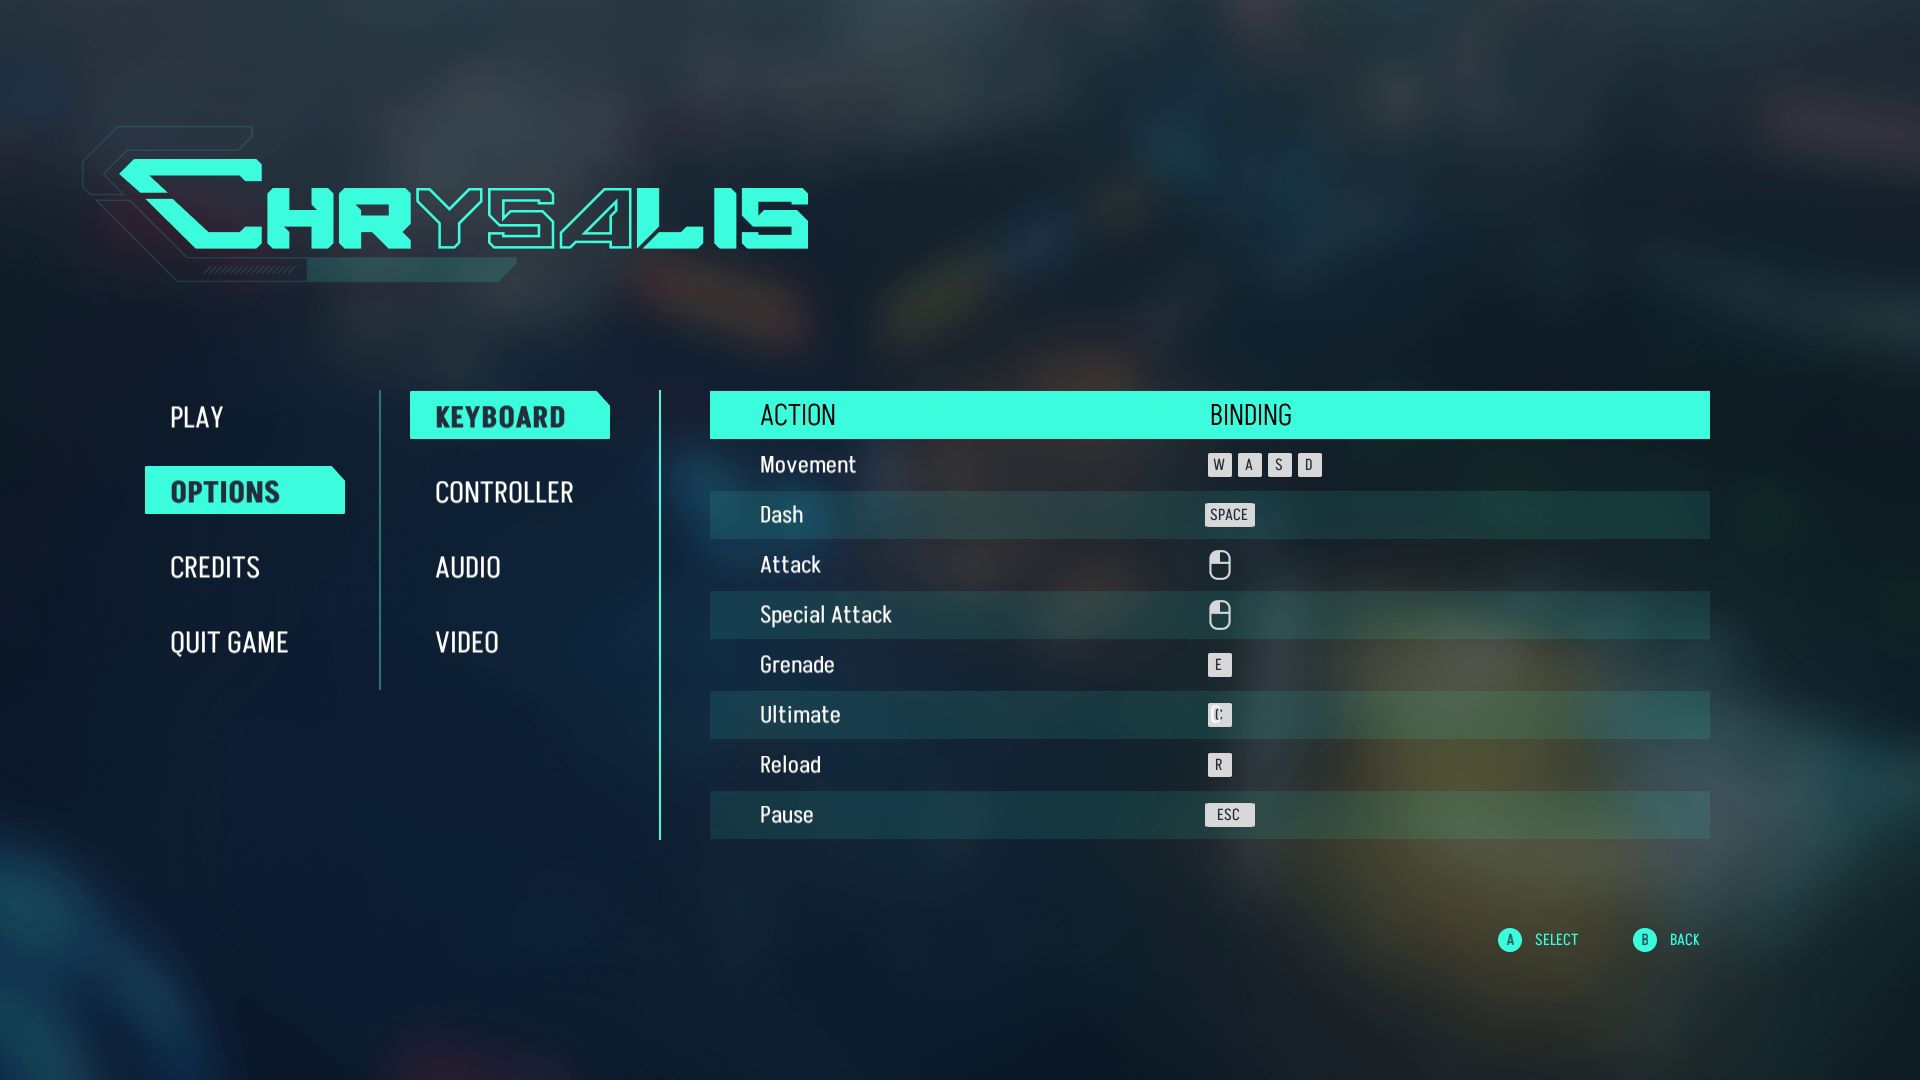 CHRYSALIS
PLAY
OPTIONS
CREDITS
QUIT GAME
KEYBOARD
CONTROLLER
AUDIO
VIDEO
ACTION BINDING
Movement W A S D
Dash SPACE
Attack
Special Attack
Grenade E
Ultimate
Reload R
Pause ESC
A SELECT B BACK